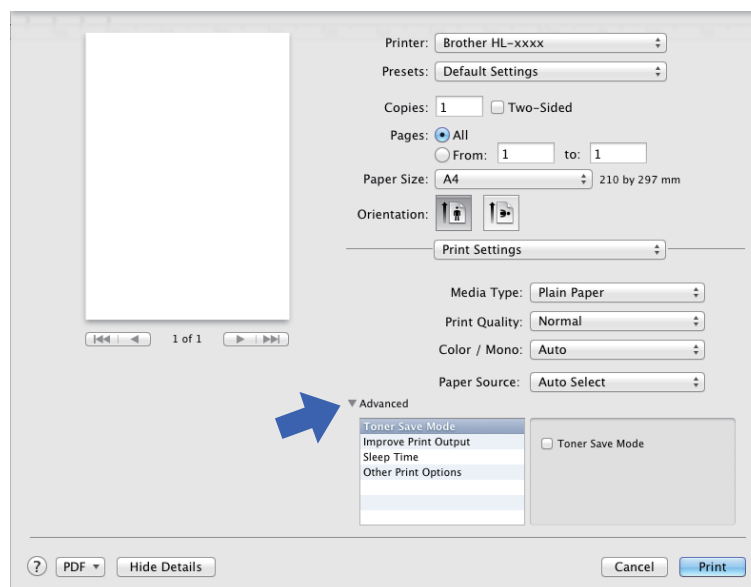 Printer: Brother HL-xxxx
Presets: Default Settings
Copies: 1 Two-Sided
Pages: All
From: 1 to: 1
Paper Size: A4 210 by 297 mm
Orientation:
Print Settings
Media Type: Plain Paper
Print Quality: Normal
1 of 1
Color / Mono: Auto
Paper Source: Auto Select
Advanced
Toner Save Mode
Improve Print Output
Sleep Time
Other Print Options
Toner Save Mode
? PDF Hide Details Cancel Print